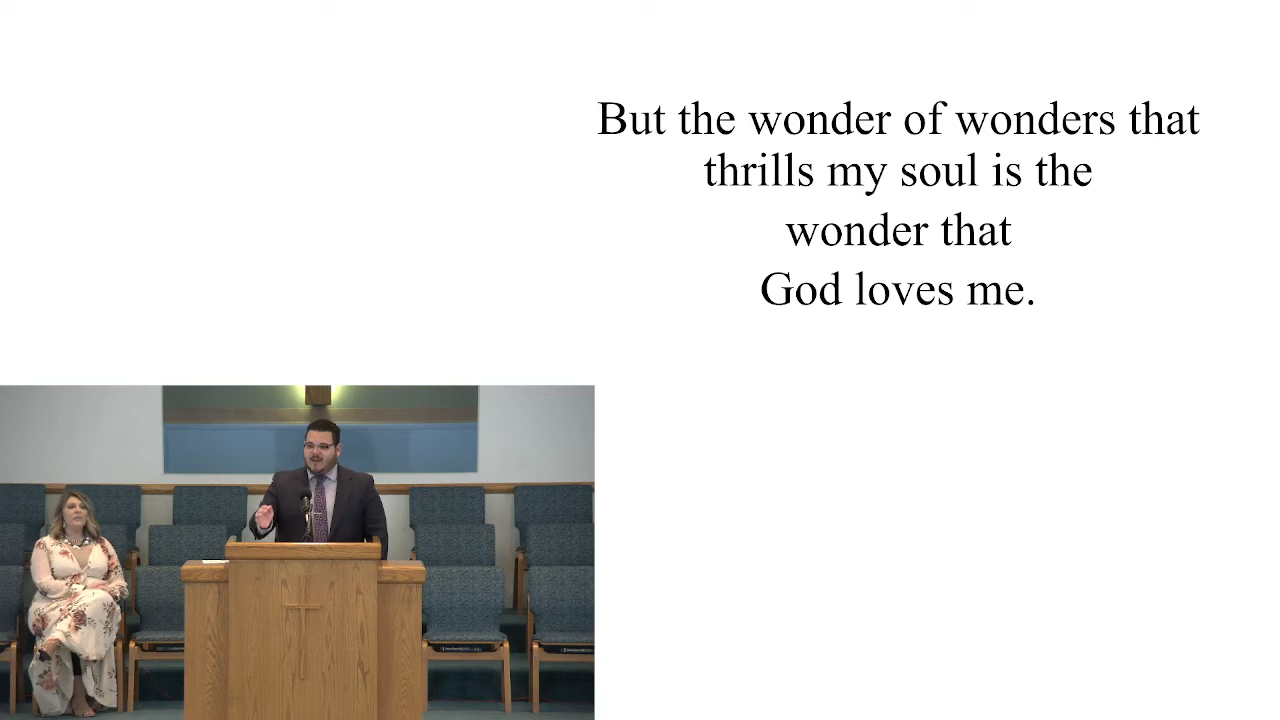 But the wonder of wonders that
thrills my soul is the
wonder that
God loves me.